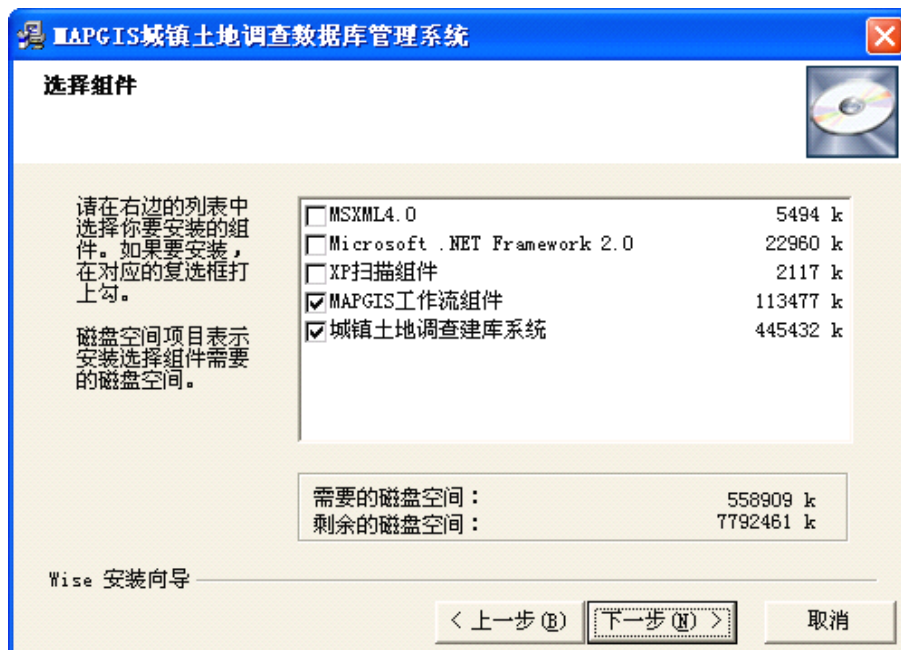 MAPGIS城镇土地调查数据库管理系统
选择组件
请在右边的列表中
选择你要安装的组
件。如果要安装，
在对应的复选框打
上勾。
磁盘空间项目表示
安装选择组件需要
的磁盘空间。
MSXML4.0 5494 k
Microsoft .NET Framework 2.0 22960 k
XP扫描组件 2117 k
MAPGIS工作流组件 113477 k
城镇土地调查建库系统 445432 k
需要的磁盘空间： 558909 k
剩余的磁盘空间： 7792461 k
Wise 安装向导
< 上一步(B)
下一步(N) >
取消